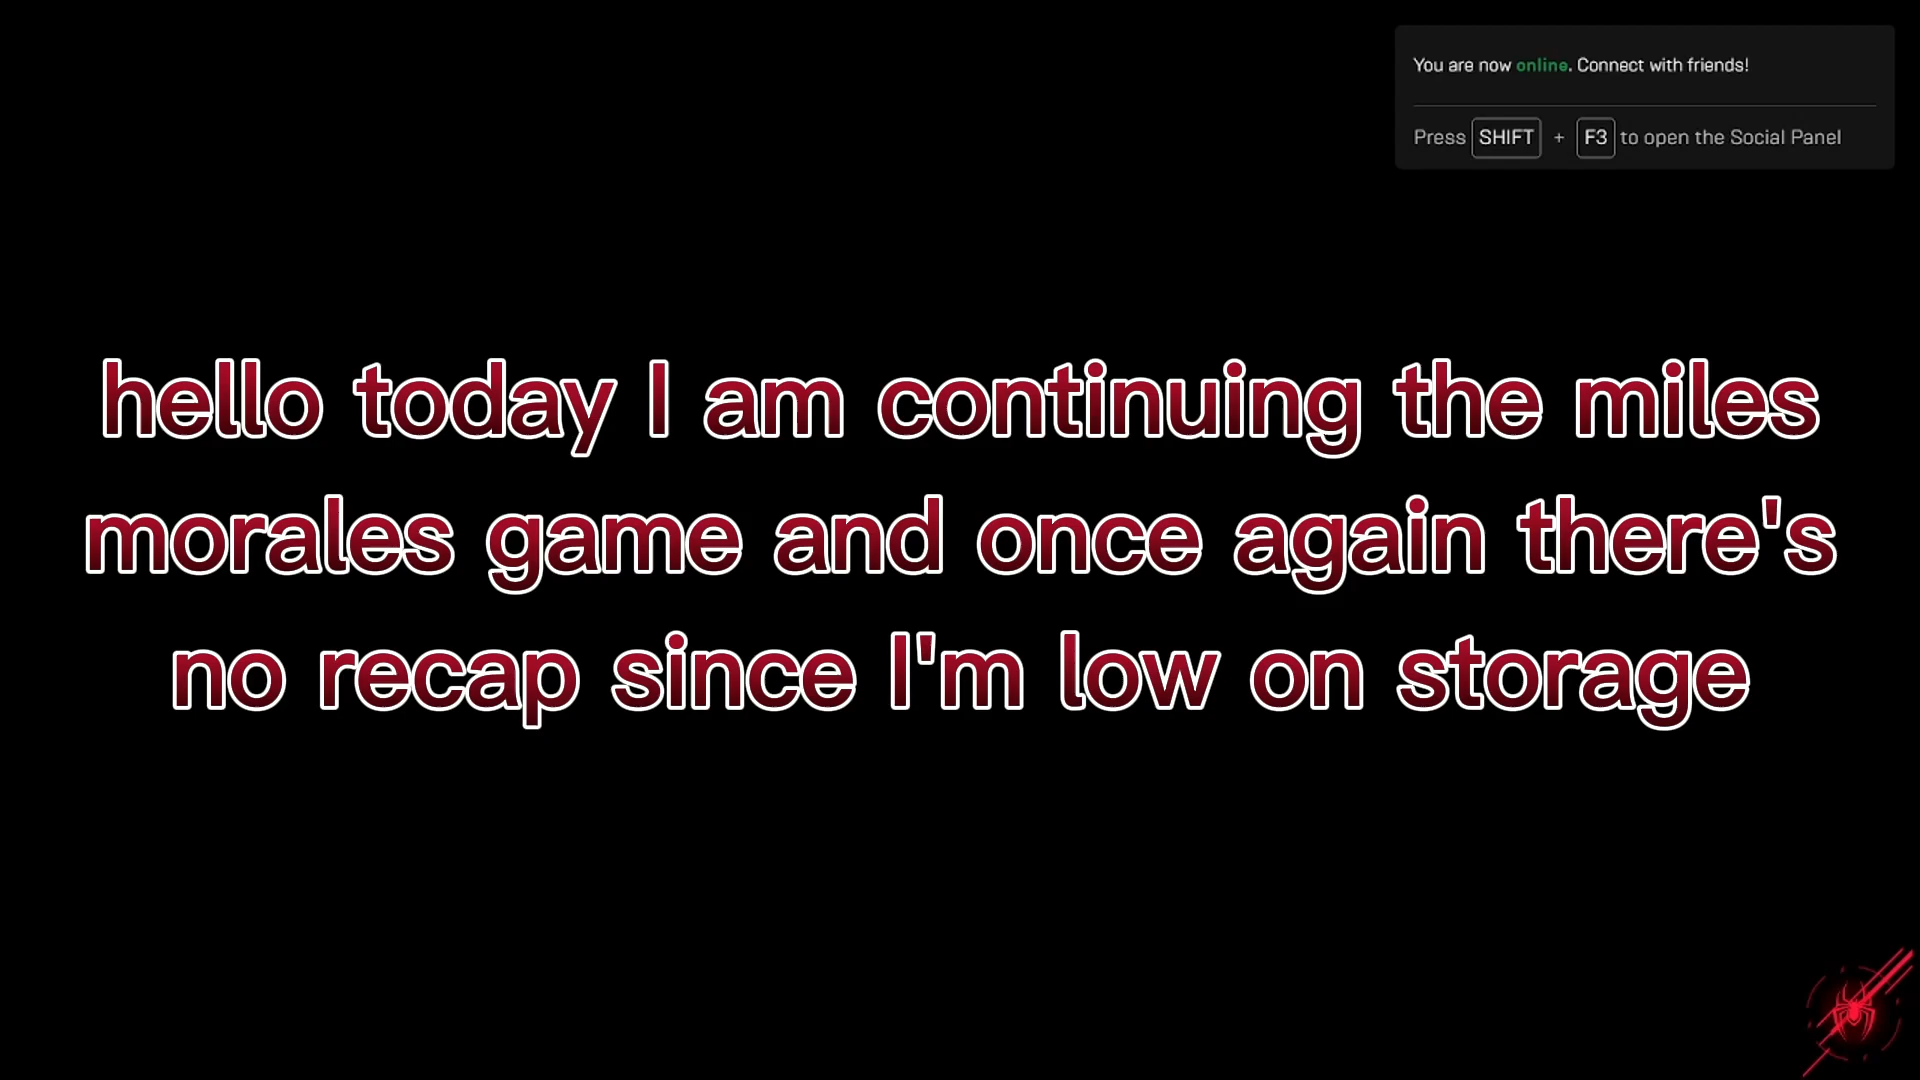 You are now online. Connect with friends!
Press SHIFT + F3 to open the Social Panel
hello today I am continuing the miles
morales game and once again there's
no recap since I'm low on storage